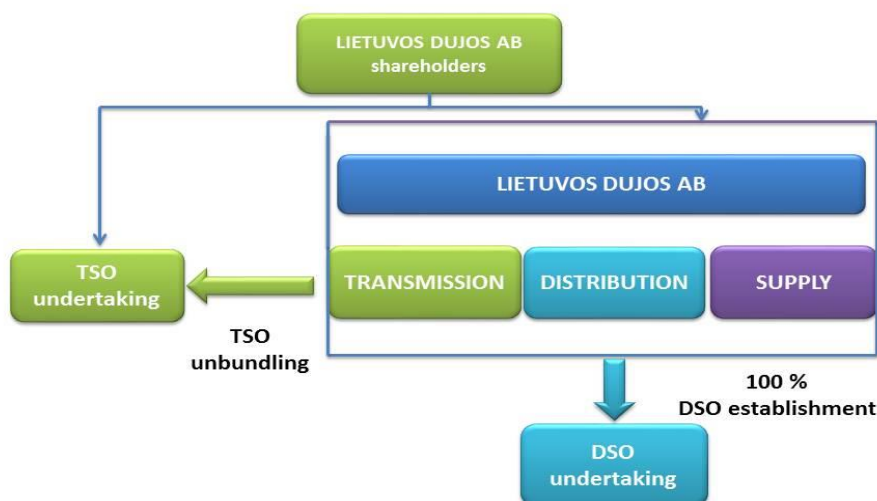 LIETUVOS DUJOS AB
shareholders
LIETUVOS DUJOS AB
TSO
undertaking
TRANSMISSION
DISTRIBUTION
SUPPLY
TSO
unbundling
100 %
DSO establishment
DSO
undertaking